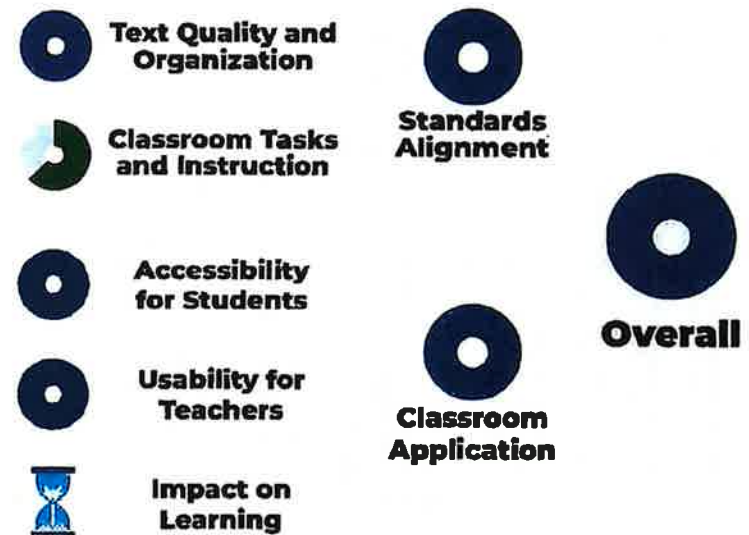 Text Quality and
Organization
Classroom Tasks
and Instruction
Accessibility
for Students
Usability for
Teachers
Impact on
Learning
Standards
Alignment
Classroom
Application
Overall